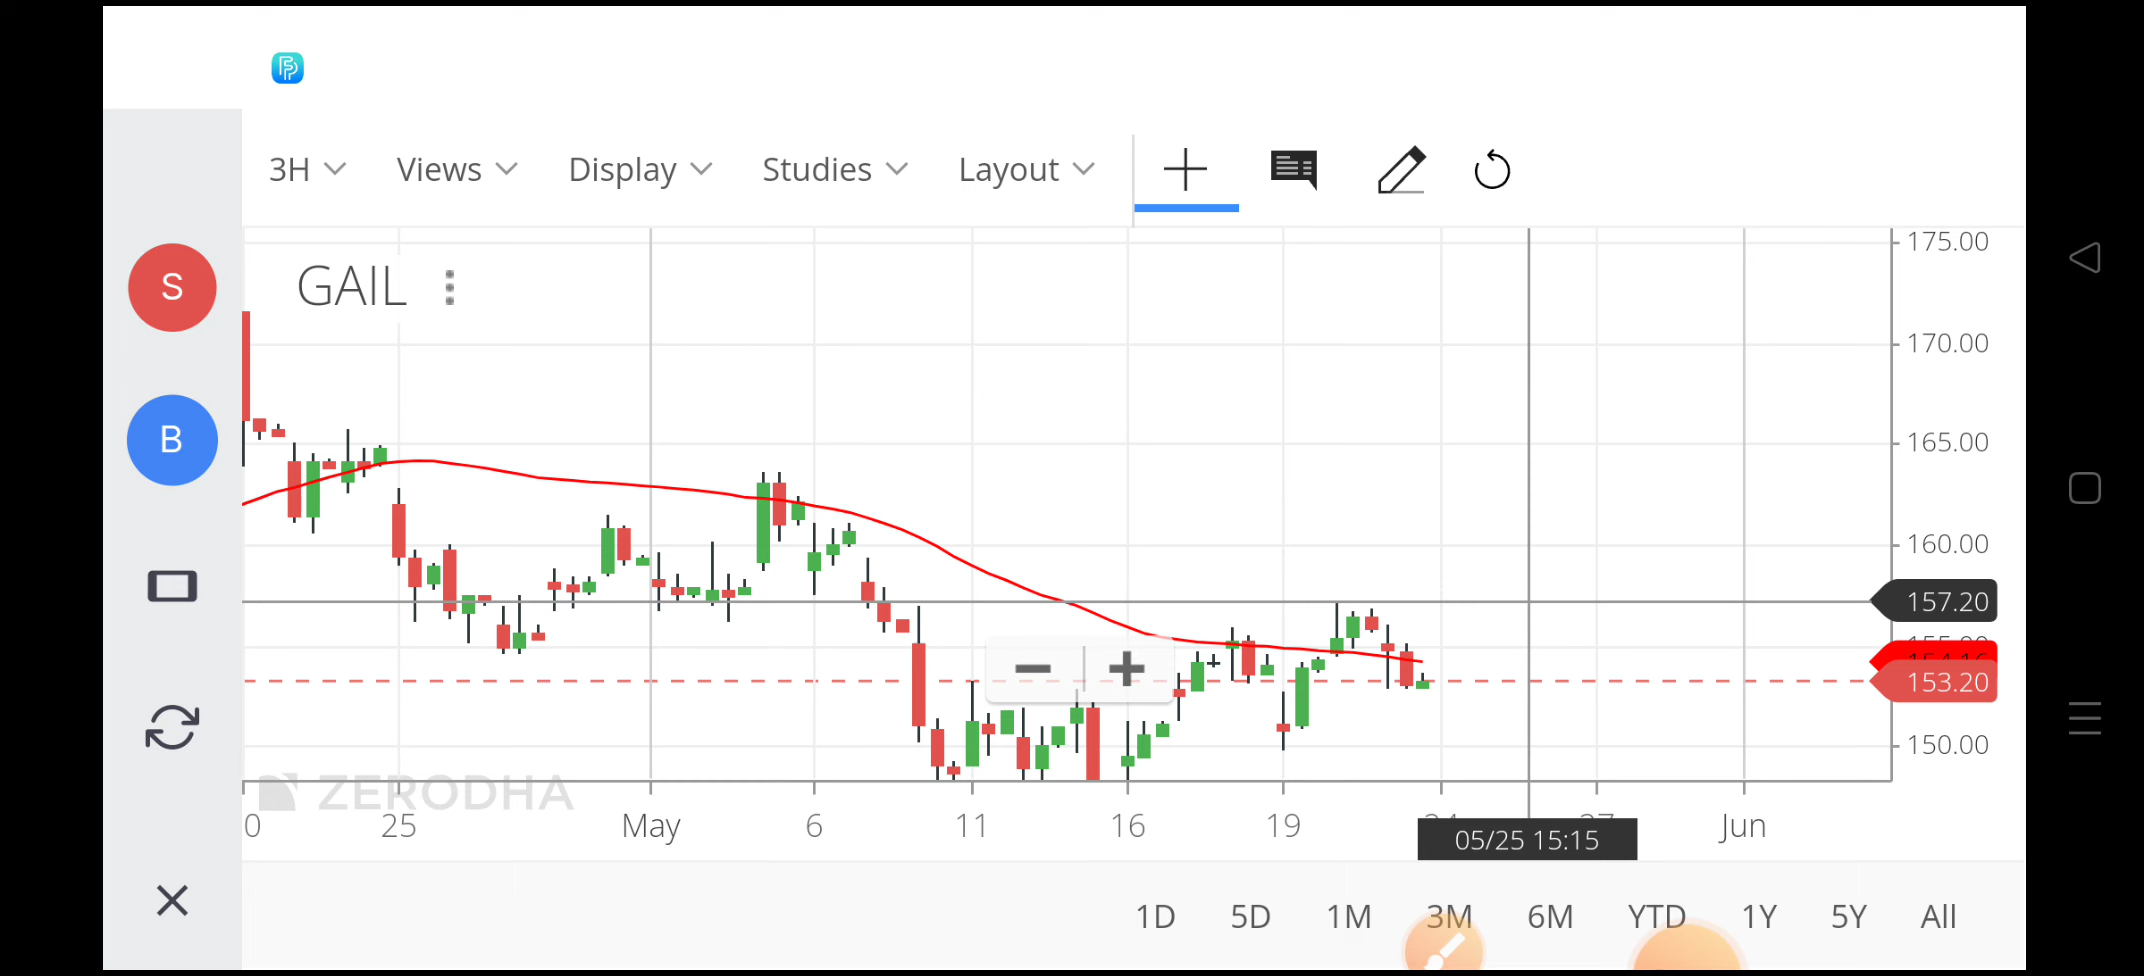 3H Views Display Studies Layout
175.00
S
GAIL
170.00
B
165.00
160.00
157.20
153.20
150.00
ZERODHA
0 25 May 6 11 16 19 Jun
05/25 15:15
1D 5D 1M 3M 6M YTD 1Y 5Y All